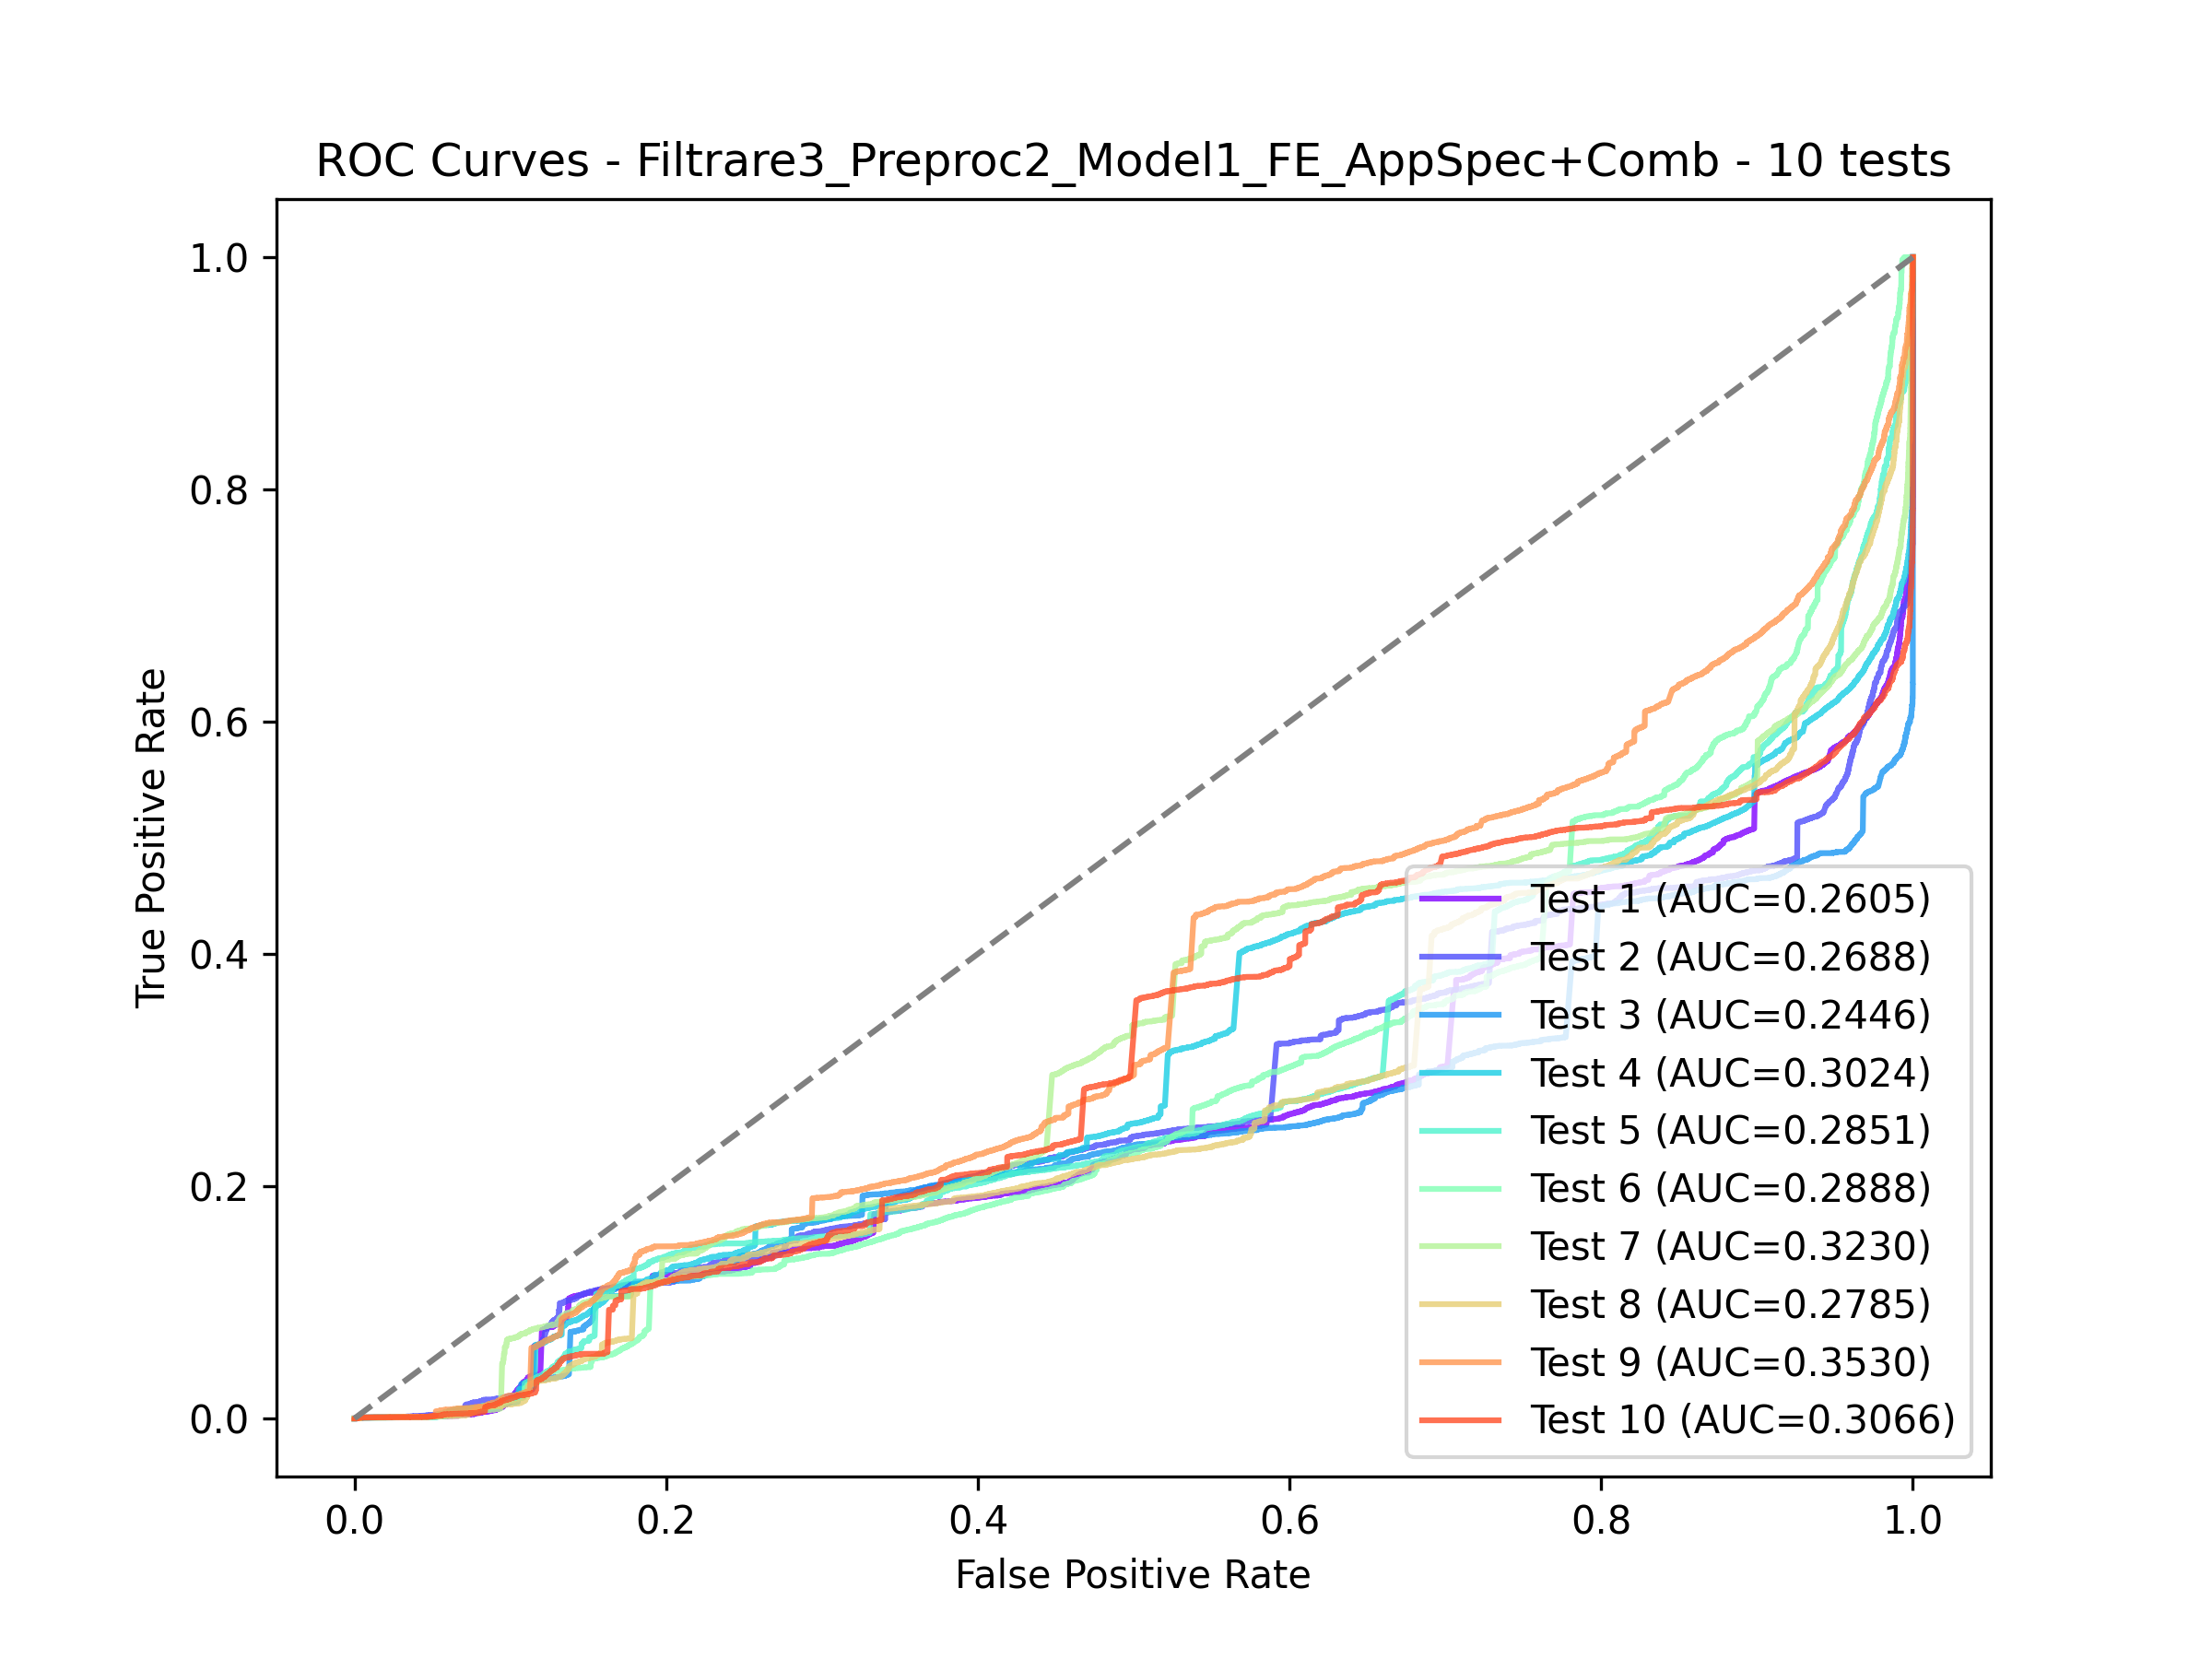 ROC Curves - Filtrare3_Preproc2_Model1_FE_AppSpec+Comb - 10 tests
True Positive Rate
1.0
0.8
0.6
0.4
0.2
0.0
Test 1 (AUC=0.2605)
Test 2 (AUC=0.2688)
Test 3 (AUC=0.2446)
Test 4 (AUC=0.3024)
Test 5 (AUC=0.2851)
Test 6 (AUC=0.2888)
Test 7 (AUC=0.3230)
Test 8 (AUC=0.2785)
Test 9 (AUC=0.3530)
Test 10 (AUC=0.3066)
0.0 0.2 0.4 0.6 0.8 1.0
False Positive Rate